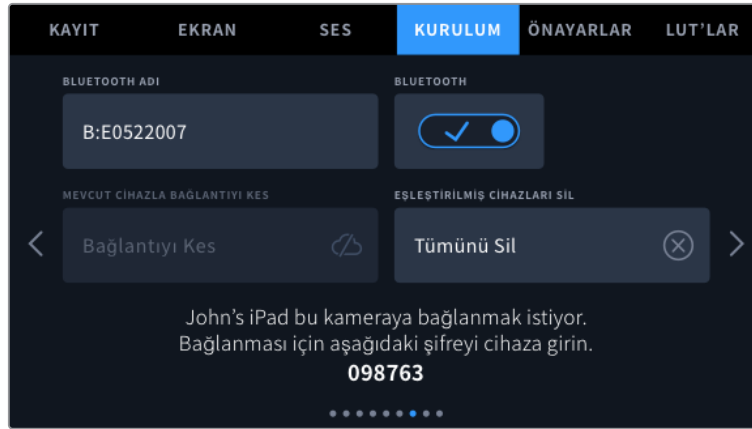 KAYIT EKRAN SES KURULUM ÖNAYARLAR LUT'LAR
BLUETOOTH ADI BLUETOOTH
B:E0522007
MEVCUT CİHAZLA BAĞLANTIYI KES EŞLEŞTİRİLMİŞ CİHAZLARI SİL
Bağlantıyı Kes Tümünü Sil
John's iPad bu kameraya bağlanmak istiyor.
Bağlanması için aşağıdaki şifreyi cihaza girin.
098763